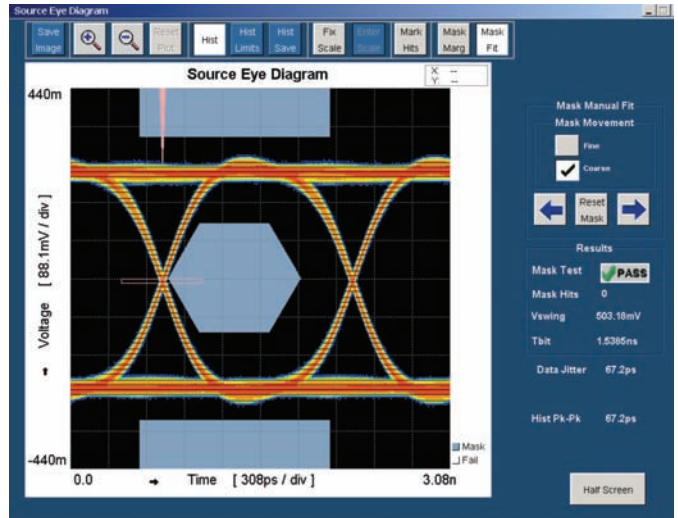 Source Eye Diagram
Save Image
Reset Plot
Hist
Hist Limits
Hist Save
Fix Scale
Enter Scale
Mark Hits
Mask Marg
Mask Fit
Source Eye Diagram
X: --
Y: --
440m
Voltage [ 88.1mV / div ]
-440m
0.0
Time [ 308ps / div ]
3.08n
Mask
Fail
Mask Manual Fit
Mask Movement
Fine
Coarse
Reset Mask
Results
Mask Test PASS
Mask Hits 0
Vswing 503.18mV
Tbit 1.5385ns
Data Jitter 67.2ps
Hist Pk-Pk 67.2ps
Half Screen